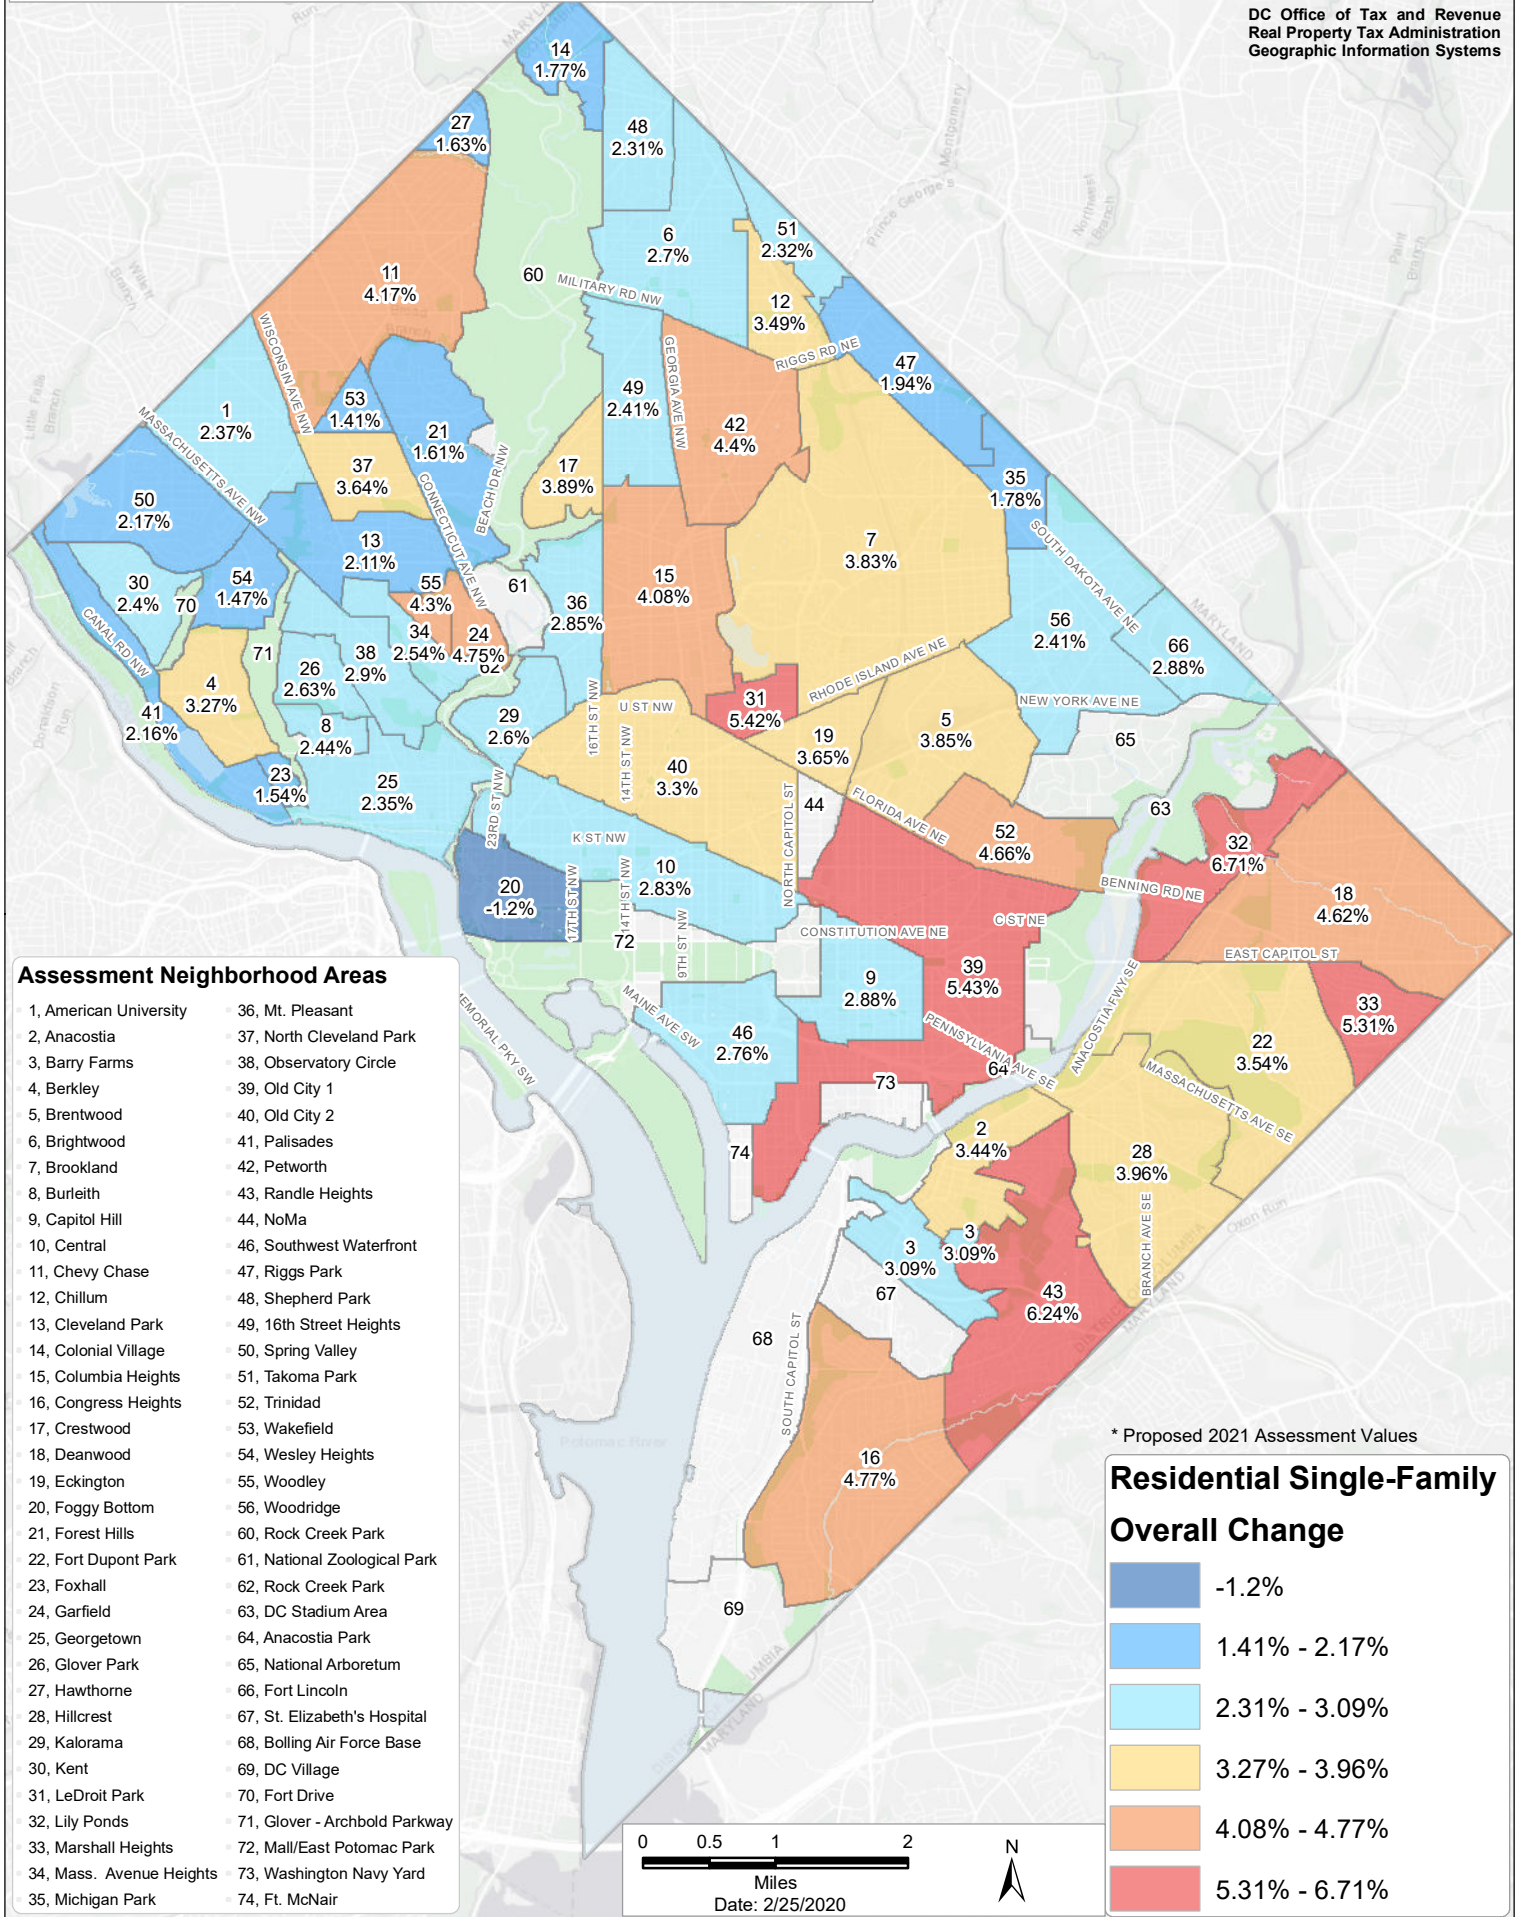 DC Office of Tax and Revenue
Real Property Tax Administration
Geographic Information Systems
MARYLAND
14
1.77%
27
1.63%
48
2.31%
Prince George's
Montgomery
Northwest
Branch
Paint
Branch
51
2.32%
6
2.7%
60
MILITARY RD NW
11
4.17%
12
3.49%
RIGGS RD NE
WISCONSIN AVE NW
47
1.94%
GEORGIA AVE NW
Little Falls
Branch
53
1.41%
49
2.41%
1
2.37%
42
4.4%
21
1.61%
MASSACHUSETTS AVE NW
37
3.64%
17
3.89%
BEACH DR NW
CONNECTICUT AVE NW
35
1.78%
50
2.17%
SOUTH DAKOTA AVE NE
13
2.11%
7
3.83%
30
2.4%
54
1.47%
70
55
4.3%
61
15
4.08%
36
2.85%
CANAL RD NW
MARYLAND
56
2.41%
34
2.54%
24
4.75%
62
66
2.88%
71
38
2.9%
26
2.63%
4
3.27%
RHODE ISLAND AVE NE
NEW YORK AVE NE
31
5.42%
U ST NW
16TH ST NW
41
2.16%
29
2.6%
8
2.44%
19
3.65%
5
3.85%
65
14TH ST NW
40
3.3%
23
1.54%
25
2.35%
23RD ST NW
44
FLORIDA AVE NE
NORTH CAPITOL ST
63
K ST NW
52
4.66%
32
6.71%
10
2.83%
20
-1.2%
17TH ST NW
14TH ST NW
BENNING RD NE
18
4.62%
C ST NE
CONSTITUTION AVE NE
72
9TH ST NW
EAST CAPITOL ST
39
5.43%
9
2.88%
33
5.31%
ANACOSTIA FWY SE
MAINE AVE SW
MEMORIAL PKY SW
46
2.76%
PENNSYLVANIA AVE SE
22
3.54%
64
73
MASSACHUSETTS AVE SE
2
3.44%
74
28
3.96%
BRANCH AVE SE
Oxon Run
3
3.09%
3
3.09%
67
43
6.24%
DISTRICT OF COLUMBIA
MARYLAND
68
SOUTH CAPITOL ST
Potomac River
16
4.77%
69
MARYLAND
Assessment Neighborhood Areas
1, American University
2, Anacostia
3, Barry Farms
4, Berkley
5, Brentwood
6, Brightwood
7, Brookland
8, Burleith
9, Capitol Hill
10, Central
11, Chevy Chase
12, Chillum
13, Cleveland Park
14, Colonial Village
15, Columbia Heights
16, Congress Heights
17, Crestwood
18, Deanwood
19, Eckington
20, Foggy Bottom
21, Forest Hills
22, Fort Dupont Park
23, Foxhall
24, Garfield
25, Georgetown
26, Glover Park
27, Hawthorne
28, Hillcrest
29, Kalorama
30, Kent
31, LeDroit Park
32, Lily Ponds
33, Marshall Heights
34, Mass. Avenue Heights
35, Michigan Park
36, Mt. Pleasant
37, North Cleveland Park
38, Observatory Circle
39, Old City 1
40, Old City 2
41, Palisades
42, Petworth
43, Randle Heights
44, NoMa
46, Southwest Waterfront
47, Riggs Park
48, Shepherd Park
49, 16th Street Heights
50, Spring Valley
51, Takoma Park
52, Trinidad
53, Wakefield
54, Wesley Heights
55, Woodley
56, Woodridge
60, Rock Creek Park
61, National Zoological Park
62, Rock Creek Park
63, DC Stadium Area
64, Anacostia Park
65, National Arboretum
66, Fort Lincoln
67, St. Elizabeth's Hospital
68, Bolling Air Force Base
69, DC Village
70, Fort Drive
71, Glover - Archbold Parkway
72, Mall/East Potomac Park
73, Washington Navy Yard
74, Ft. McNair
0 0.5 1 2
Miles
Date: 2/25/2020
N
* Proposed 2021 Assessment Values
Residential Single-Family
Overall Change
-1.2%
1.41% - 2.17%
2.31% - 3.09%
3.27% - 3.96%
4.08% - 4.77%
5.31% - 6.71%